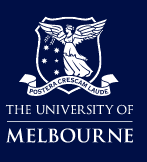 POSTERA CRESCAM LAUDE
THE UNIVERSITY OF
MELBOURNE